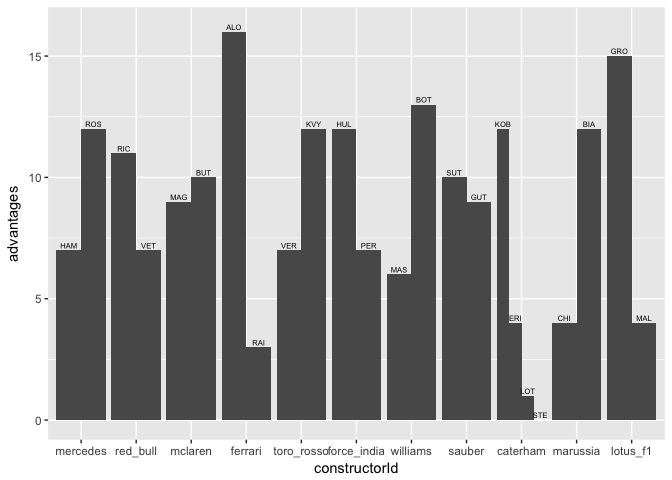 ALO
GRO
15
BOT
ROS
KVY
HUL
KOB
BIA
RIC
BUT
SUT
10
MAG
GUT
advantages
HAM
VET
VER
PER
MAS
5
ERI
CHI
MAL
RAI
LOT
STE
0
mercedes red_bull mclaren ferrari toro_rosso force_india williams sauber caterham marussia lotus_f1
constructorId